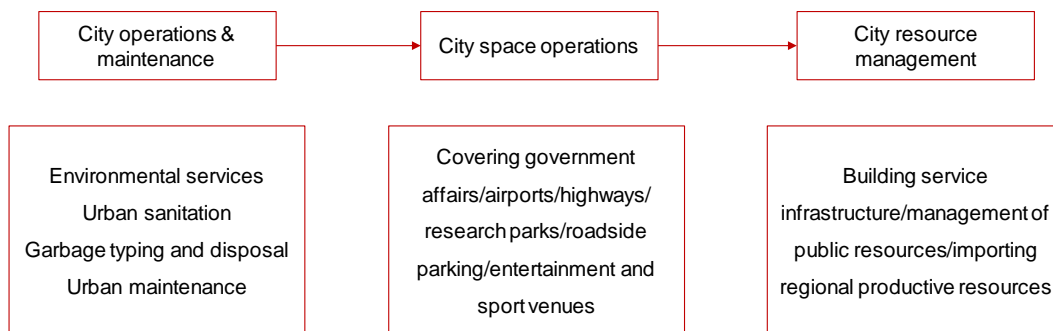 City operations &
maintenance
City space operations
City resource
management
Environmental services
Urban sanitation
Garbage typing and disposal
Urban maintenance
Covering government
affairs/airports/highways/
research parks/roadside
parking/entertainment and
sport venues
Building service
infrastructure/management of
public resources/importing
regional productive resources